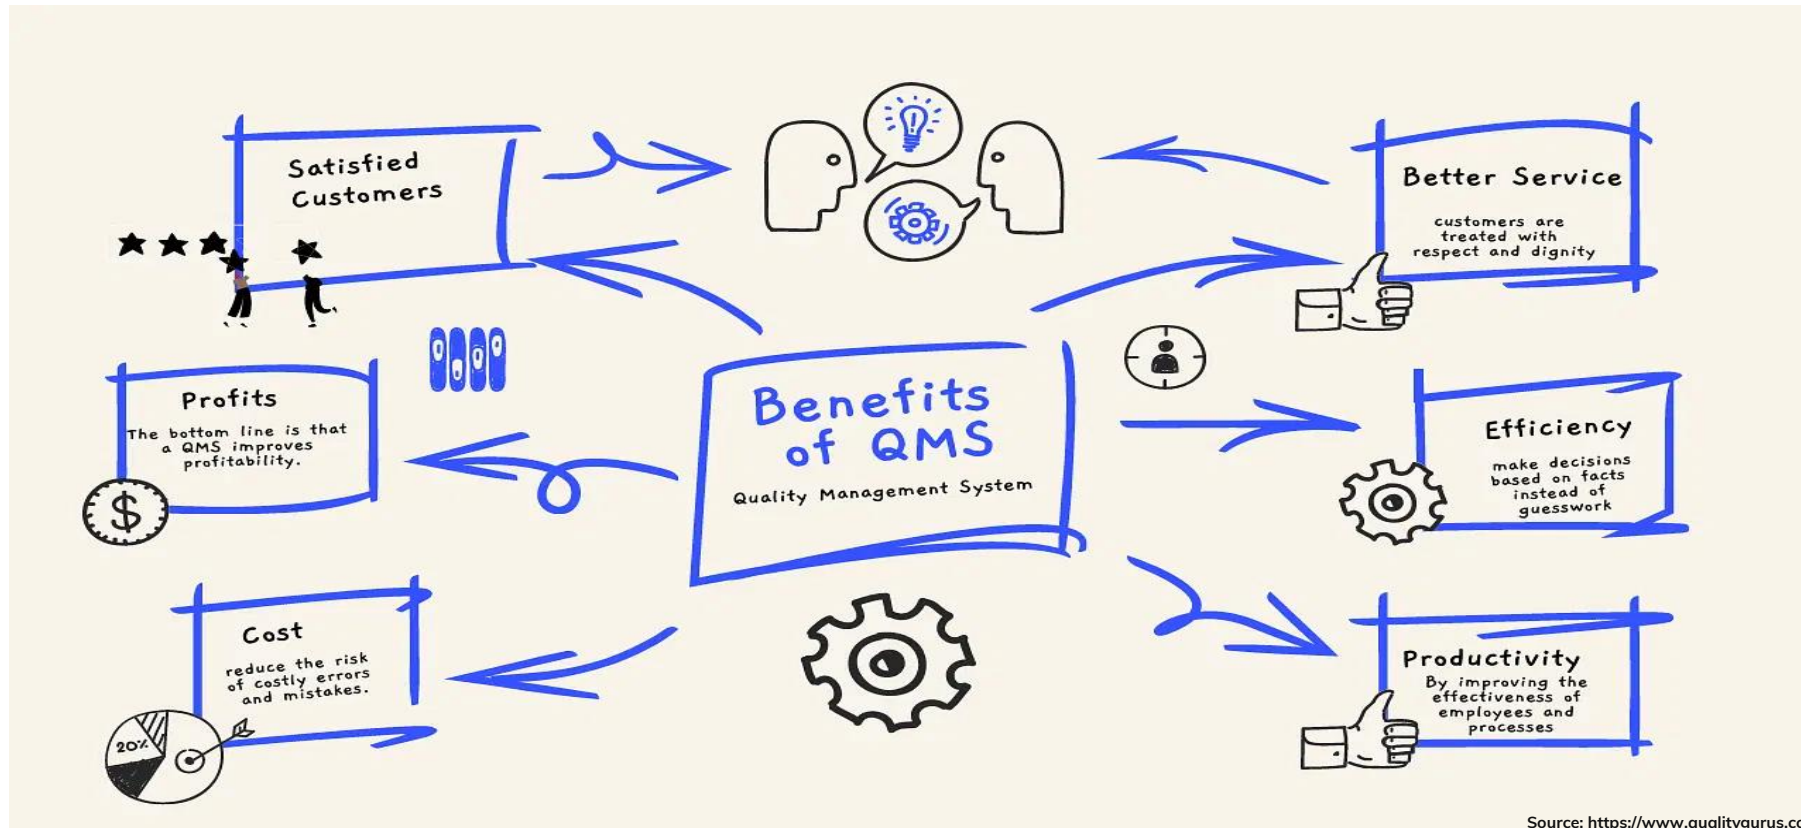 Satisfied
Customers
Better Service
customers are
treated with
respect and dignity
Benefits
of QMS
Quality Management System
Profits
The bottom line is that
a QMS improves
profitability.
Efficiency
make decisions
based on facts
instead of
guesswork
Cost
reduce the risk
of costly errors
and mistakes.
20%
Productivity
By improving the
effectiveness of
employees and
processes
$
Source: https://www.qualitygurus.co